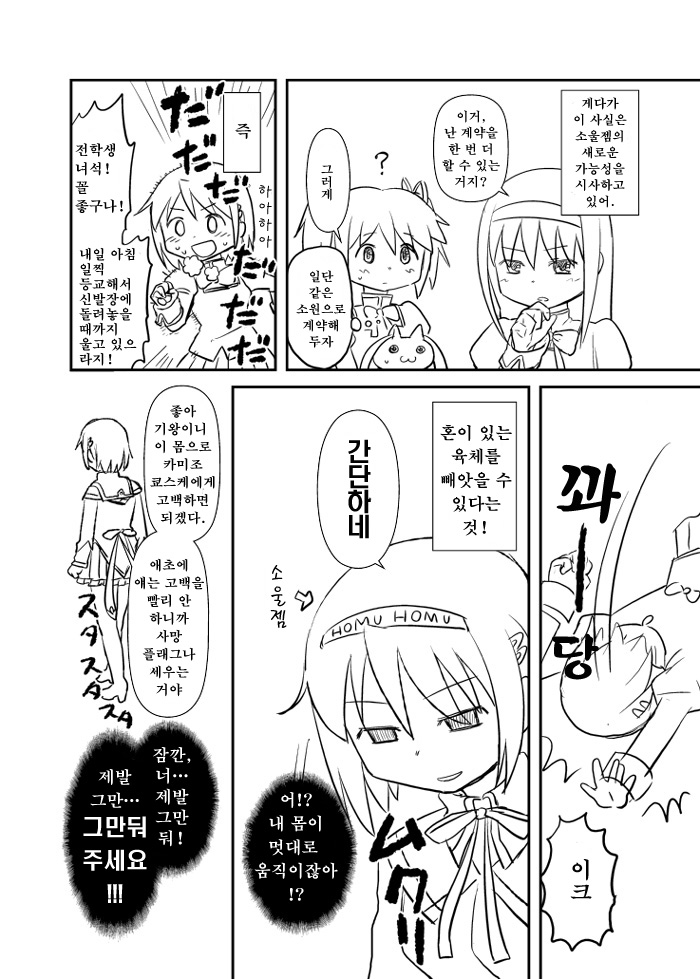 게다가
이 사실은
소울젬의
새로운
가능성을
시사하고
있어.
이거,
난 계약을
한 번 더
할 수 있는
거지?
?
그러게
일단
같은
소원으로
계약해
두자
즉
だだだだ
だだだだ
하아하아
전학생
녀석!
꼴
좋구나!
내일 아침
일찍
등교해서
신발장에
돌려놓을
때까지
울고 있으
라지!
꽈ー당
이크
혼이 있는
육체를
빼앗을 수
있다는
것!
간단하네
소울젬
HOMU HOMU
ムクリ
어!?
내 몸이
멋대로
움직이잖아
!?
좋아
기왕이니
이 몸으로
카미조
쿄스케에게
고백하면
되겠다.
애초에
얘는 고백을
빨리 안
하니까
사망
플래그나
세우는
거야
スタ
スタ
スタ
スタ
잠깐,
너…
제발
그만
둬!
제발
그만…
그만둬
주세요
!!!